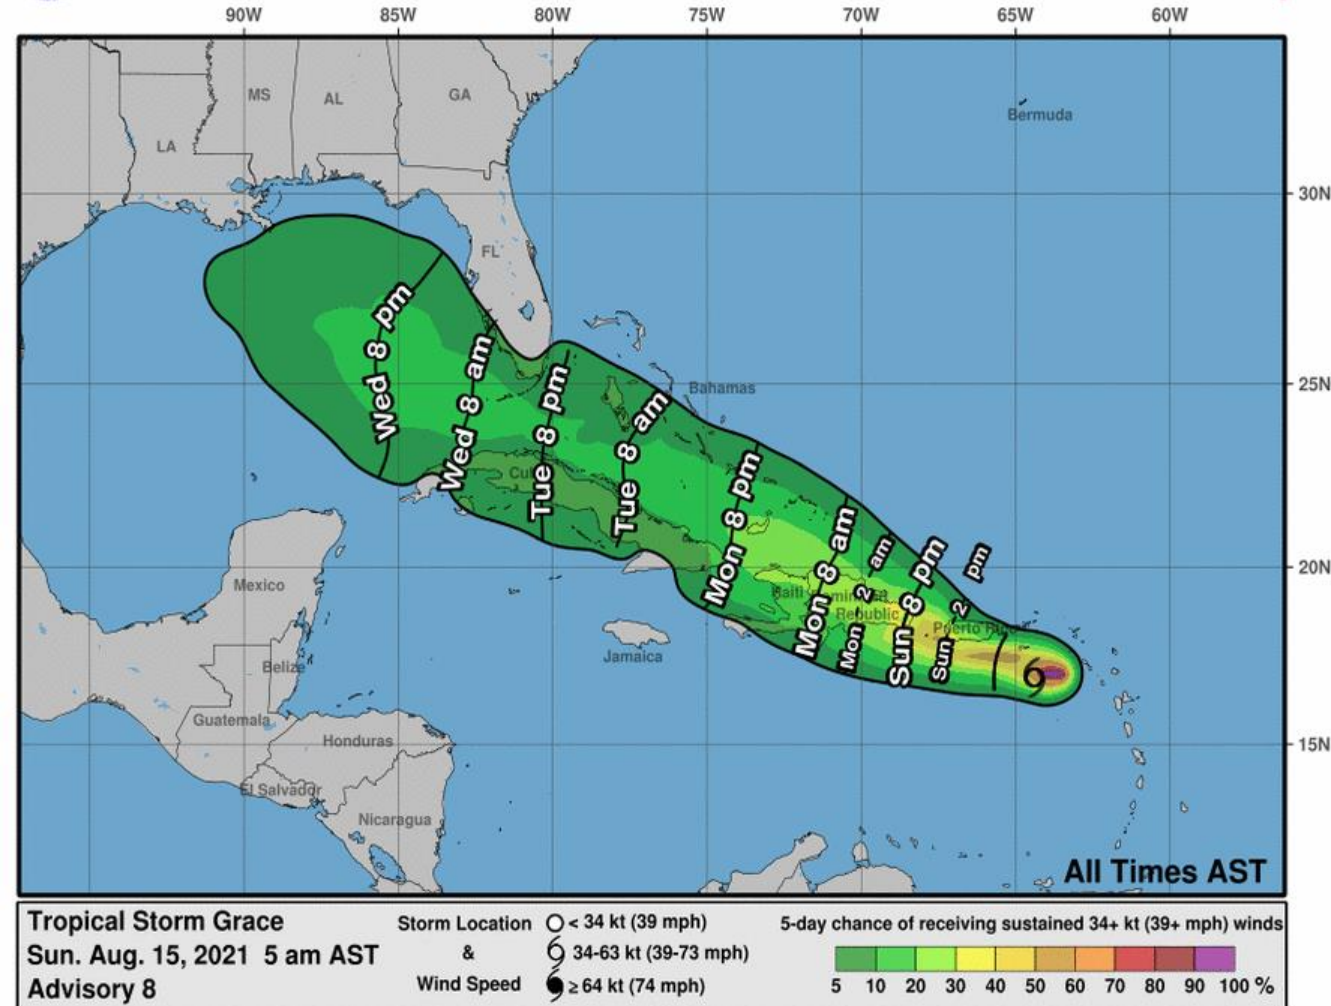 90W 85W 80W 75W 70W 65W 60W
MS AL GA
Bermuda
LA
30N
FL
Wed 8 pm
Wed 8 am
Tue 8 pm
Tue 8 am
Bahamas
25N
Mon 8 pm
Mon 8 am
Mon 2 am
Sun 8 pm
Sun 2 pm
20N
Mexico
Haiti
Republic
Puerto
Jamaica
Belize
Guatemala
Honduras
15N
El Salvador
Nicaragua
All Times AST
Tropical Storm Grace
Sun. Aug. 15, 2021 5 am AST
Advisory 8
Storm Location
&
Wind Speed
< 34 kt (39 mph)
34-63 kt (39-73 mph)
≥ 64 kt (74 mph)
5-day chance of receiving sustained 34+ kt (39+ mph) winds
5 10 20 30 40 50 60 70 80 90 100 %